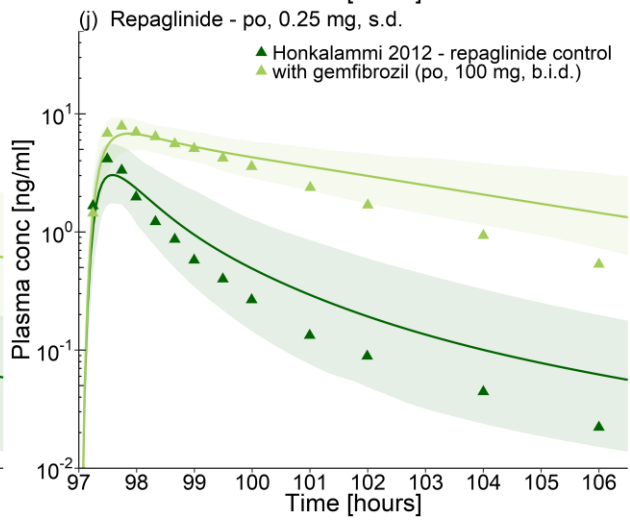 (j) Repaglinide - po, 0.25 mg, s.d.
Honkalammi 2012 - repaglinide control
with gemfibrozil (po, 100 mg, b.i.d.)
Plasma conc [ng/ml]
10^1
10^0
10^-1
10^-2
97 98 99 100 101 102 103 104 105 106
Time [hours]